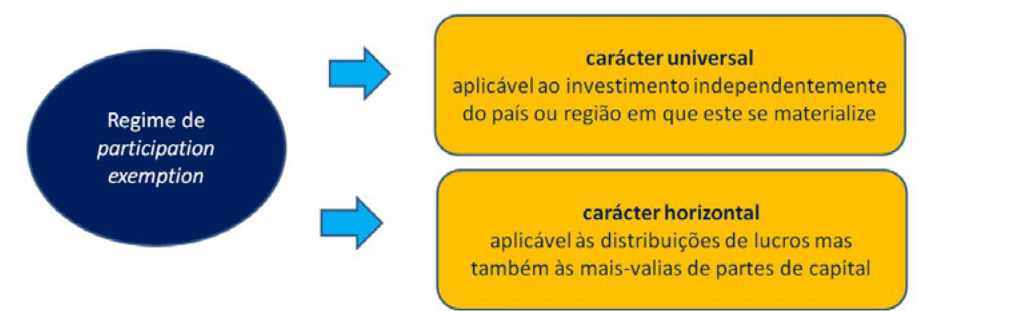 Regime de
participation
exemption
carácter universal
aplicável ao investimento independentemente
do país ou região em que este se materialize
carácter horizontal
aplicável às distribuições de lucros mas
também às mais-valias de partes de capital